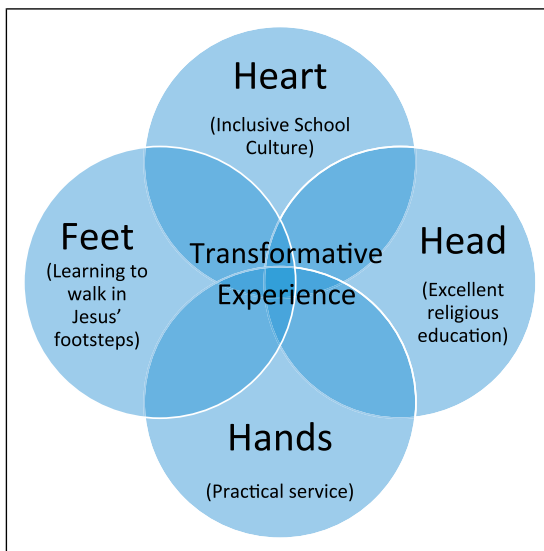 Heart
(Inclusive School
Culture)
Feet
(Learning to
walk in
Jesus’
footsteps)
Transformative
Experience
Head
(Excellent
religious
education)
Hands
(Practical service)